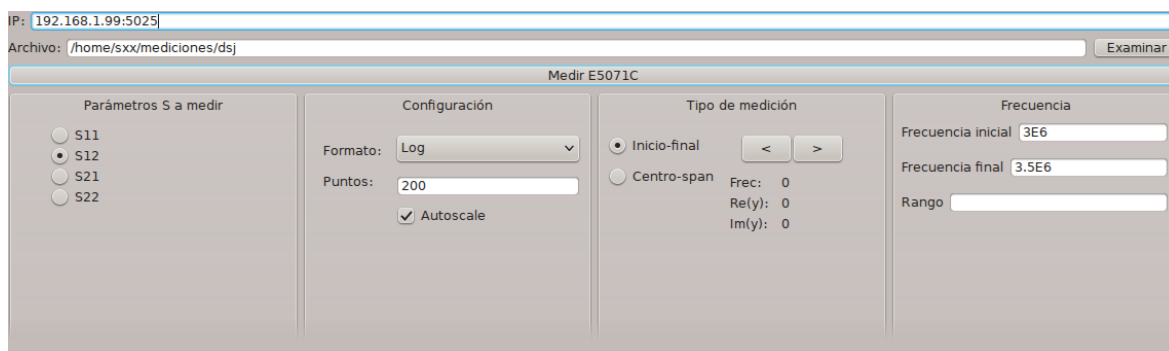 IP: 192.168.1.99:5025
Archivo: /home/sxx/mediciones/dsj Examinar
Medir E5071C
Parámetros S a medir
S11
S12
S21
S22
Configuración
Formato: Log
Puntos: 200
Autoscale
Tipo de medición
Inicio-final < >
Centro-span
Frec: 0
Re(y): 0
Im(y): 0
Frecuencia
Frecuencia inicial 3E6
Frecuencia final 3.5E6
Rango